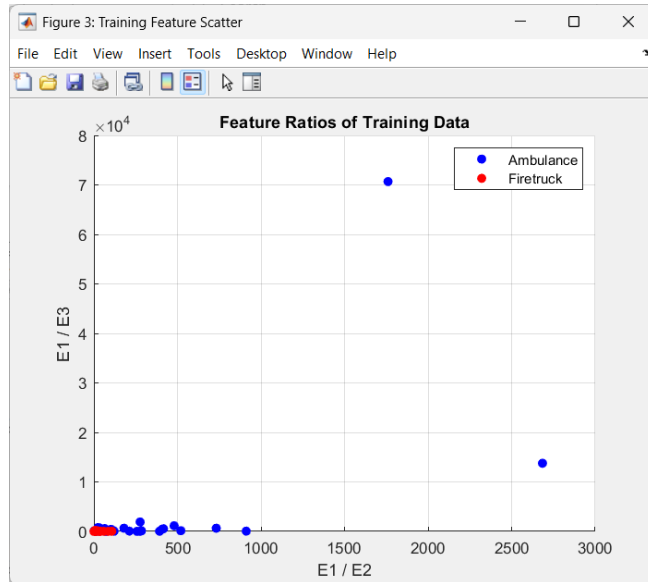 Figure 3: Training Feature Scatter
File Edit View Insert Tools Desktop Window Help
Feature Ratios of Training Data
×10⁴
Ambulance
Firetruck
8
7
6
5
4
3
2
1
0
E1 / E3
0 500 1000 1500 2000 2500 3000
E1 / E2